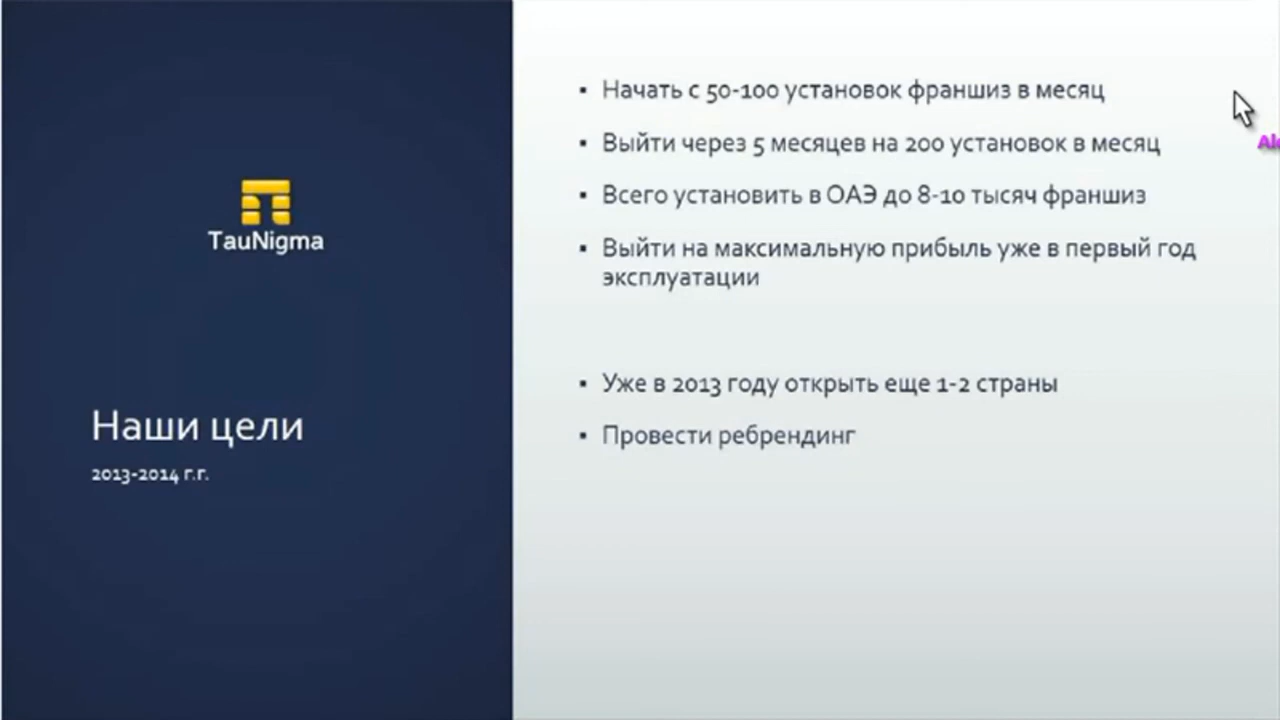 TauNigma
Наши цели
2013-2014 г.г.
▪ Начать с 50-100 установок франшиз в месяц
▪ Выйти через 5 месяцев на 200 установок в месяц
▪ Всего установить в ОАЭ до 8-10 тысяч франшиз
▪ Выйти на максимальную прибыль уже в первый год
эксплуатации
▪ Уже в 2013 году открыть еще 1-2 страны
▪ Провести ребрендинг